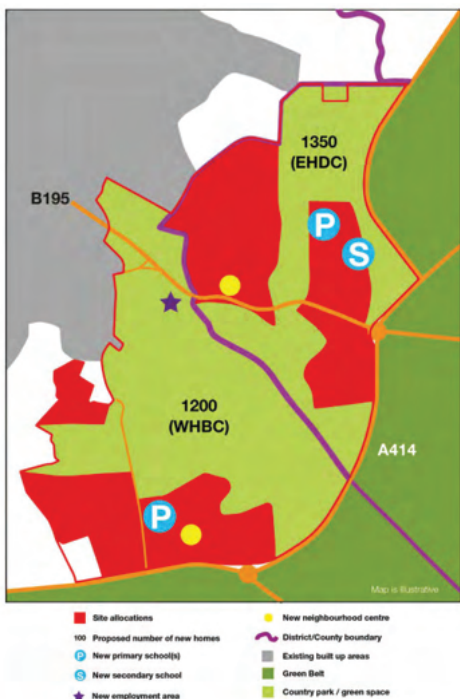 1350
(EHDC)
B195
P
S
1200
(WHBC)
A414
P
Map is illustrative
Site allocations
100 Proposed number of new homes
P New primary school(s)
S New secondary school
New employment area
New neighbourhood centre
District/County boundary
Existing built up areas
Green Belt
Country park / green space